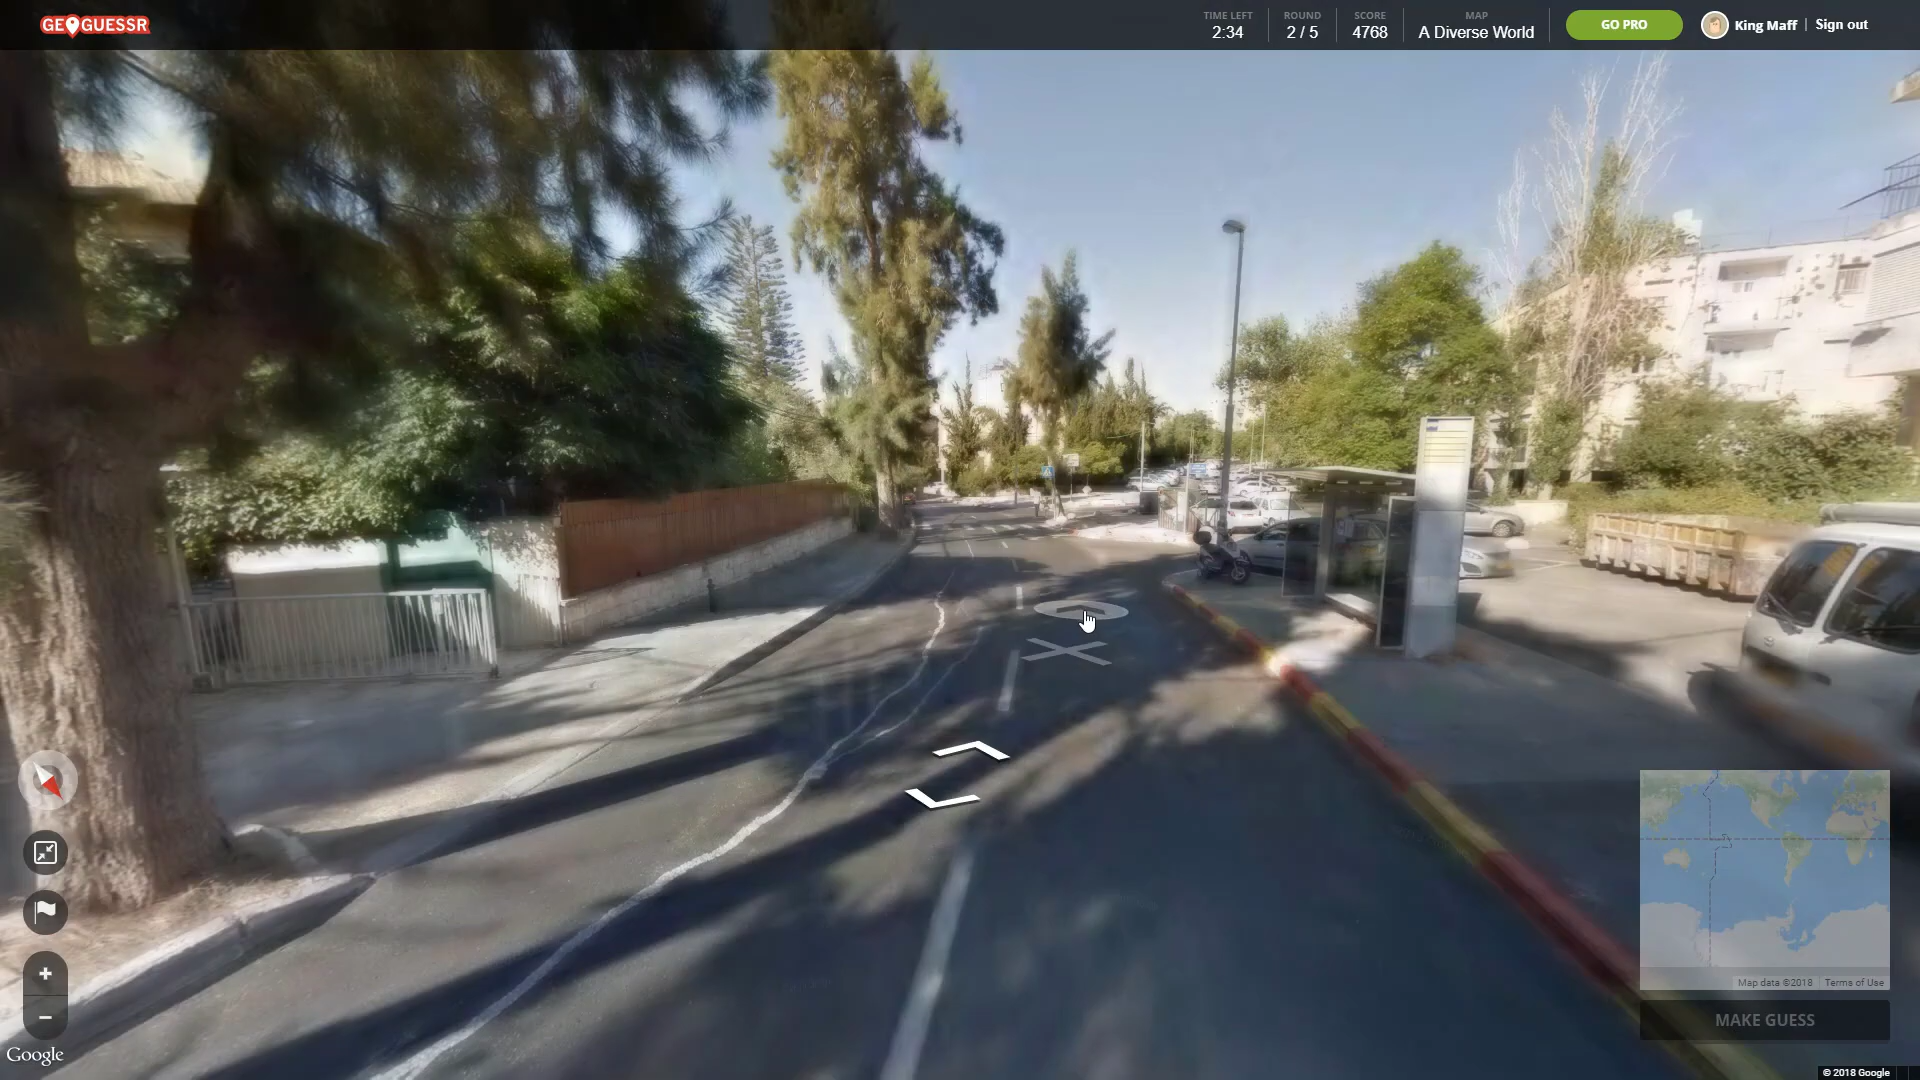 GEOGUESSR
TIME LEFT
2:34
ROUND
2 / 5
SCORE
4768
MAP
A Diverse World
GO PRO
King Maff
Sign out
Map data ©2018
Terms of Use
MAKE GUESS
Google
© 2018 Google